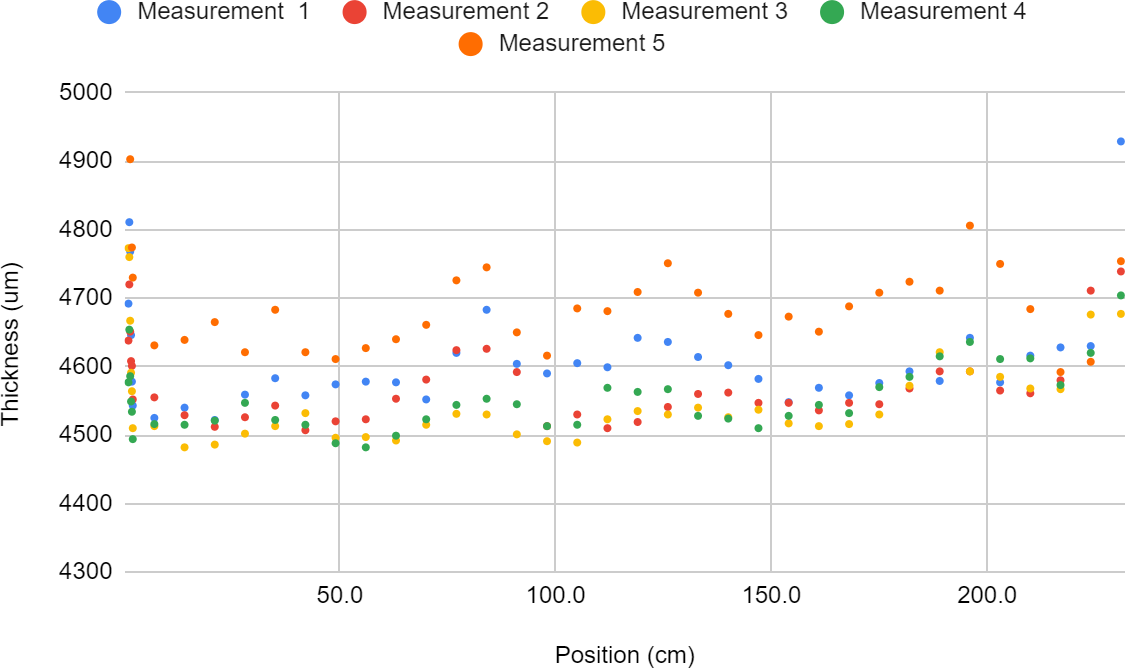 Measurement  1 Measurement 2 Measurement 3 Measurement 4
Measurement 5
5000
4900
4800
4700
4600
4500
4400
4300
Thickness (um)
50.0 100.0 150.0 200.0
Position (cm)